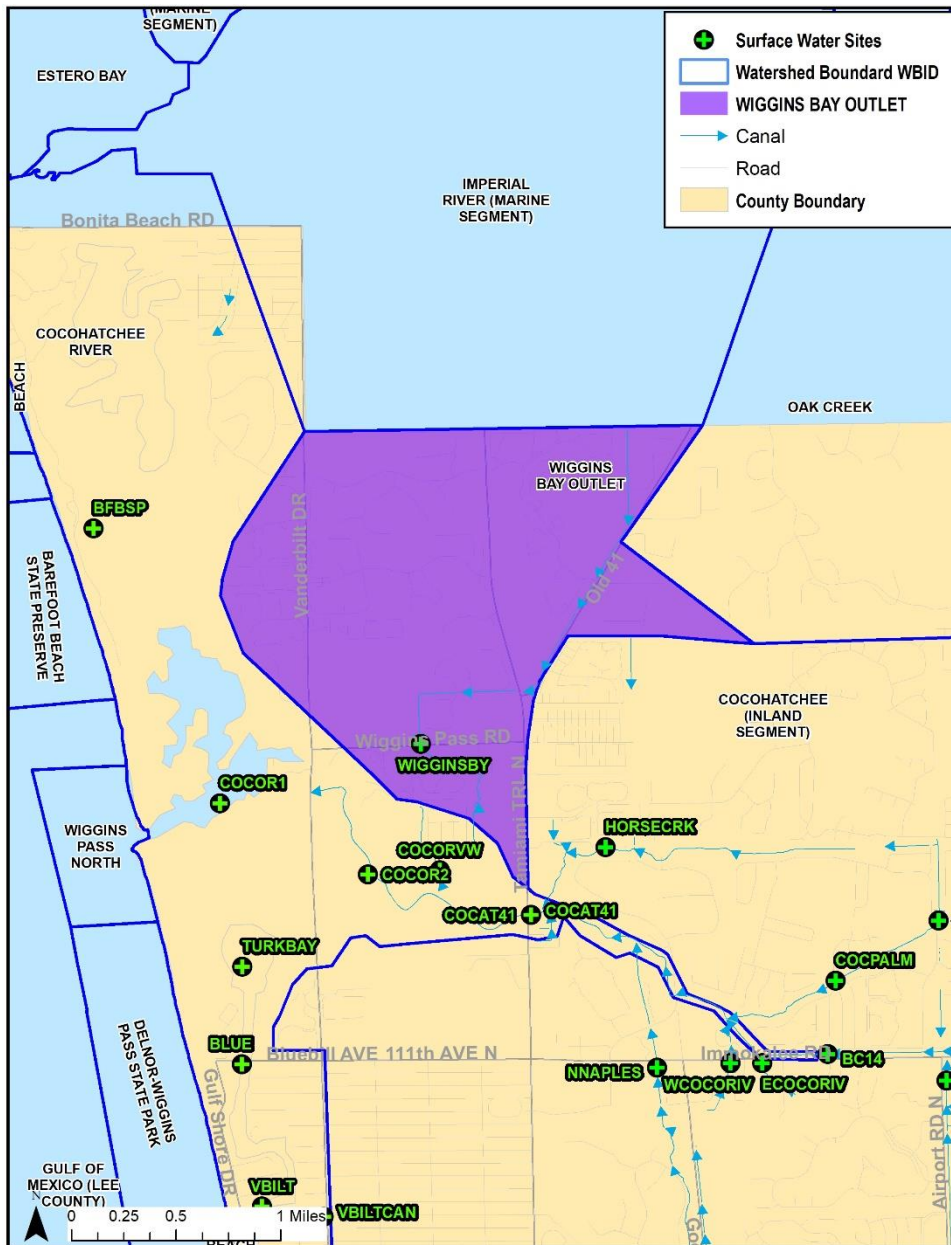 (MARINE
SEGMENT)
ESTERO BAY
Surface Water Sites
Watershed Boundard WBID
WIGGINS BAY OUTLET
Canal
Road
County Boundary
IMPERIAL
RIVER (MARINE
SEGMENT)
Bonita Beach RD
COCOHATCHEE
RIVER
BEACH
OAK CREEK
WIGGINS
BAY OUTLET
BFBSP
Vanderbilt DR
Old 41
BAREFOOT BEACH
STATE PRESERVE
COCOHATCHEE
(INLAND
SEGMENT)
Wiggins Pass RD
WIGGINSBY
Tamiami TRL N
COCOR1
WIGGINS
PASS
NORTH
HORSECRK
COCORVW
COCOR2
COCAT41
COCAT41
TURKBAY
COCPALM
DELNOR-WIGGINS
PASS STATE PARK
BLUE
Bluebill AVE 111th AVE N
Immokalee
BC14
NNAPLES
WCOCORIV
ECOCORIV
Gulf Shore DR
Airport RD N
GULF OF
MEXICO (LEE
COUNTY)
VBILT
VBILTCAN
N
0 0.25 0.5 1 Miles
BEACH